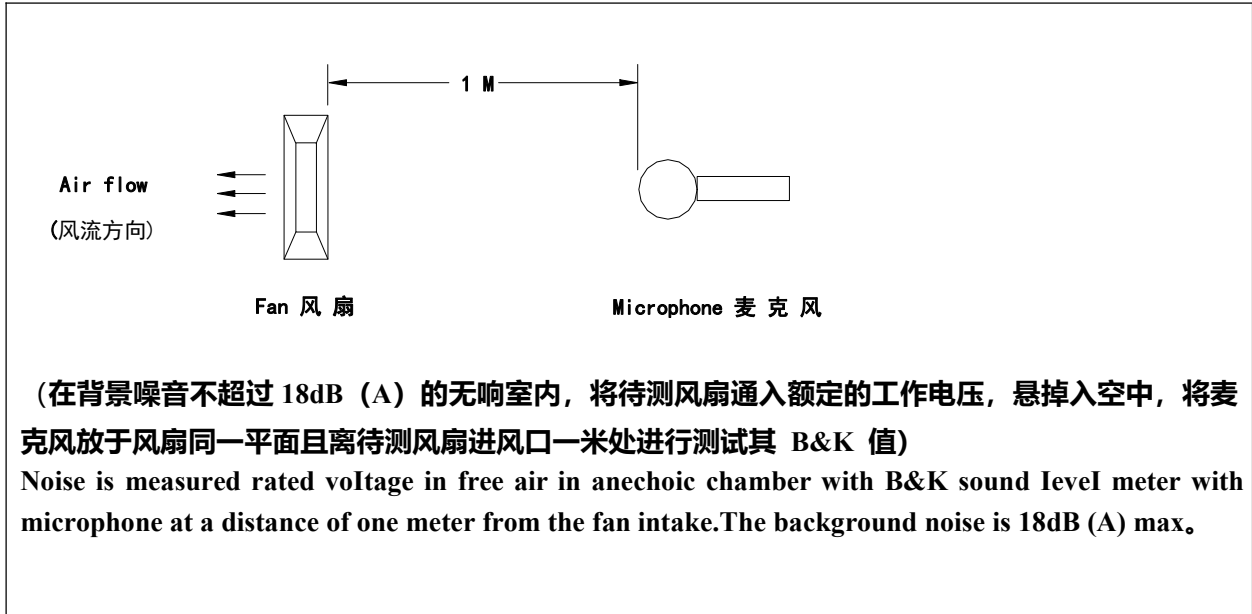 1 M
Air flow
(风流方向)
Fan 风 扇
Microphone 麦 克 风
（在背景噪音不超过 18dB（A）的无响室内，将待测风扇通入额定的工作电压，悬掉入空中，将麦
克风放于风扇同一平面且离待测风扇进风口一米处进行测试其 B&K 值)
Noise is measured rated voItage in free air in anechoic chamber with B&K sound IeveI meter with
microphone at a distance of one meter from the fan intake.The background noise is 18dB (A) max。